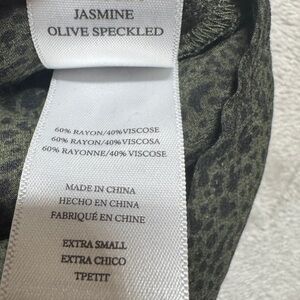 JASMINE
OLIVE SPECKLED
60% RAYON/40% VISCOSE
60% RAYON/40% VISCOSA
60% RAYONNE/40% VISCOSE
MADE IN CHINA
HECHO EN CHINA
FABRIQUÉ EN CHINE
EXTRA SMALL
EXTRA CHICO
TPETIT